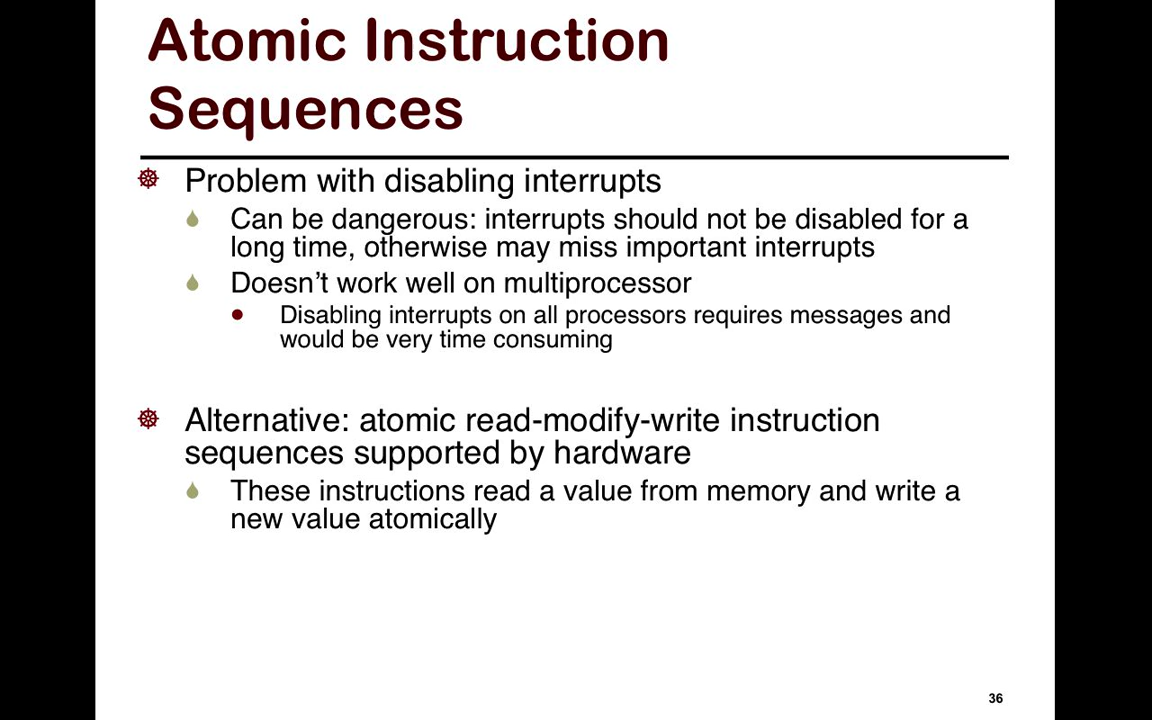 Atomic Instruction
Sequences
Problem with disabling interrupts
Can be dangerous: interrupts should not be disabled for a
long time, otherwise may miss important interrupts
Doesn’t work well on multiprocessor
Disabling interrupts on all processors requires messages and
would be very time consuming
Alternative: atomic read-modify-write instruction
sequences supported by hardware
These instructions read a value from memory and write a
new value atomically
36